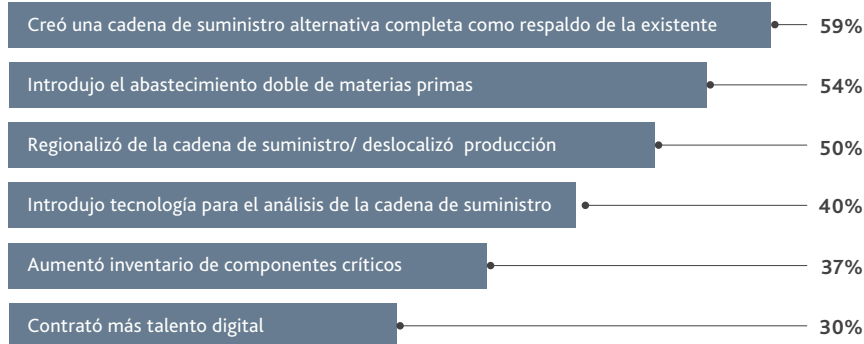 Creó una cadena de suministro alternativa completa como respaldo de la existente 59%
Introdujo el abastecimiento doble de materias primas 54%
Regionalizó de la cadena de suministro/ deslocalizó producción 50%
Introdujo tecnología para el análisis de la cadena de suministro 40%
Aumentó inventario de componentes críticos 37%
Contrató más talento digital 30%